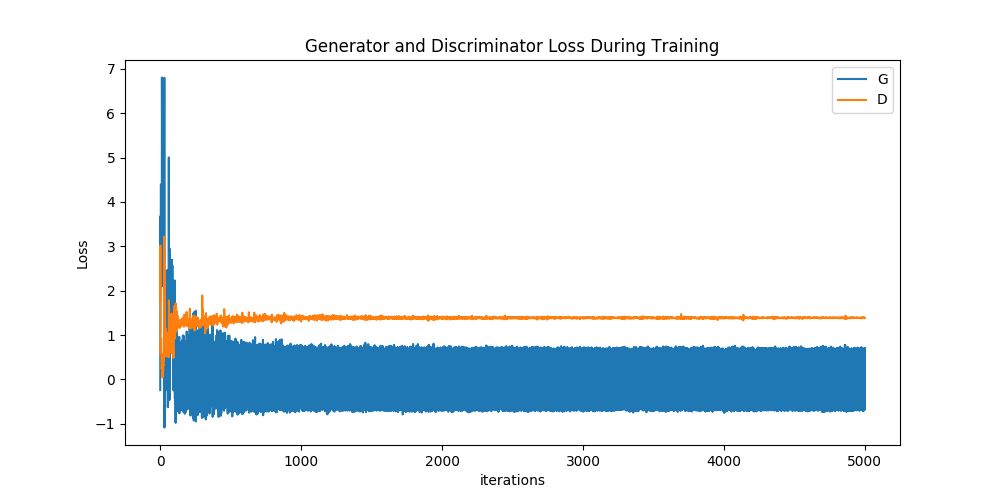 Generator and Discriminator Loss During Training
7
6
5
4
3
2
1
0
−1
Loss
G
D
0 1000 2000 3000 4000 5000
iterations